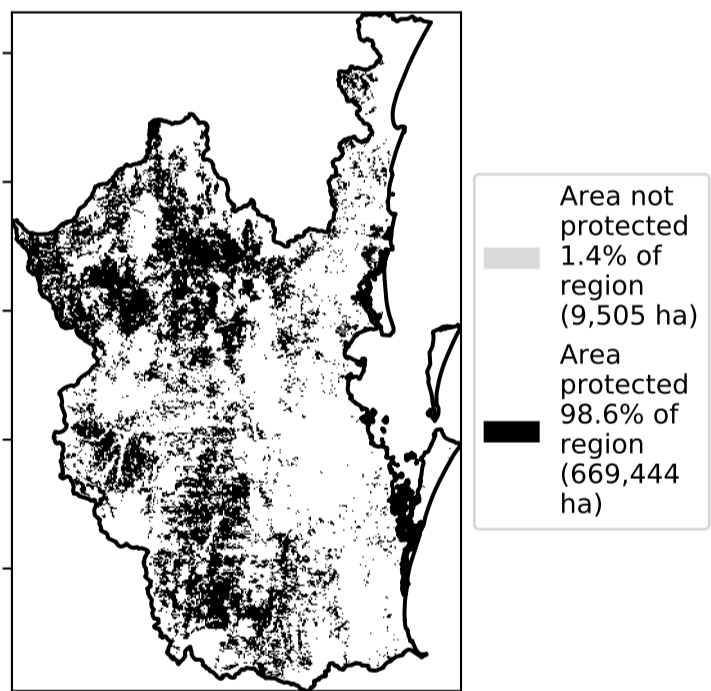 Area not
protected
1.4% of
region
(9,505 ha)
Area
protected
98.6% of
region
(669,444
ha)